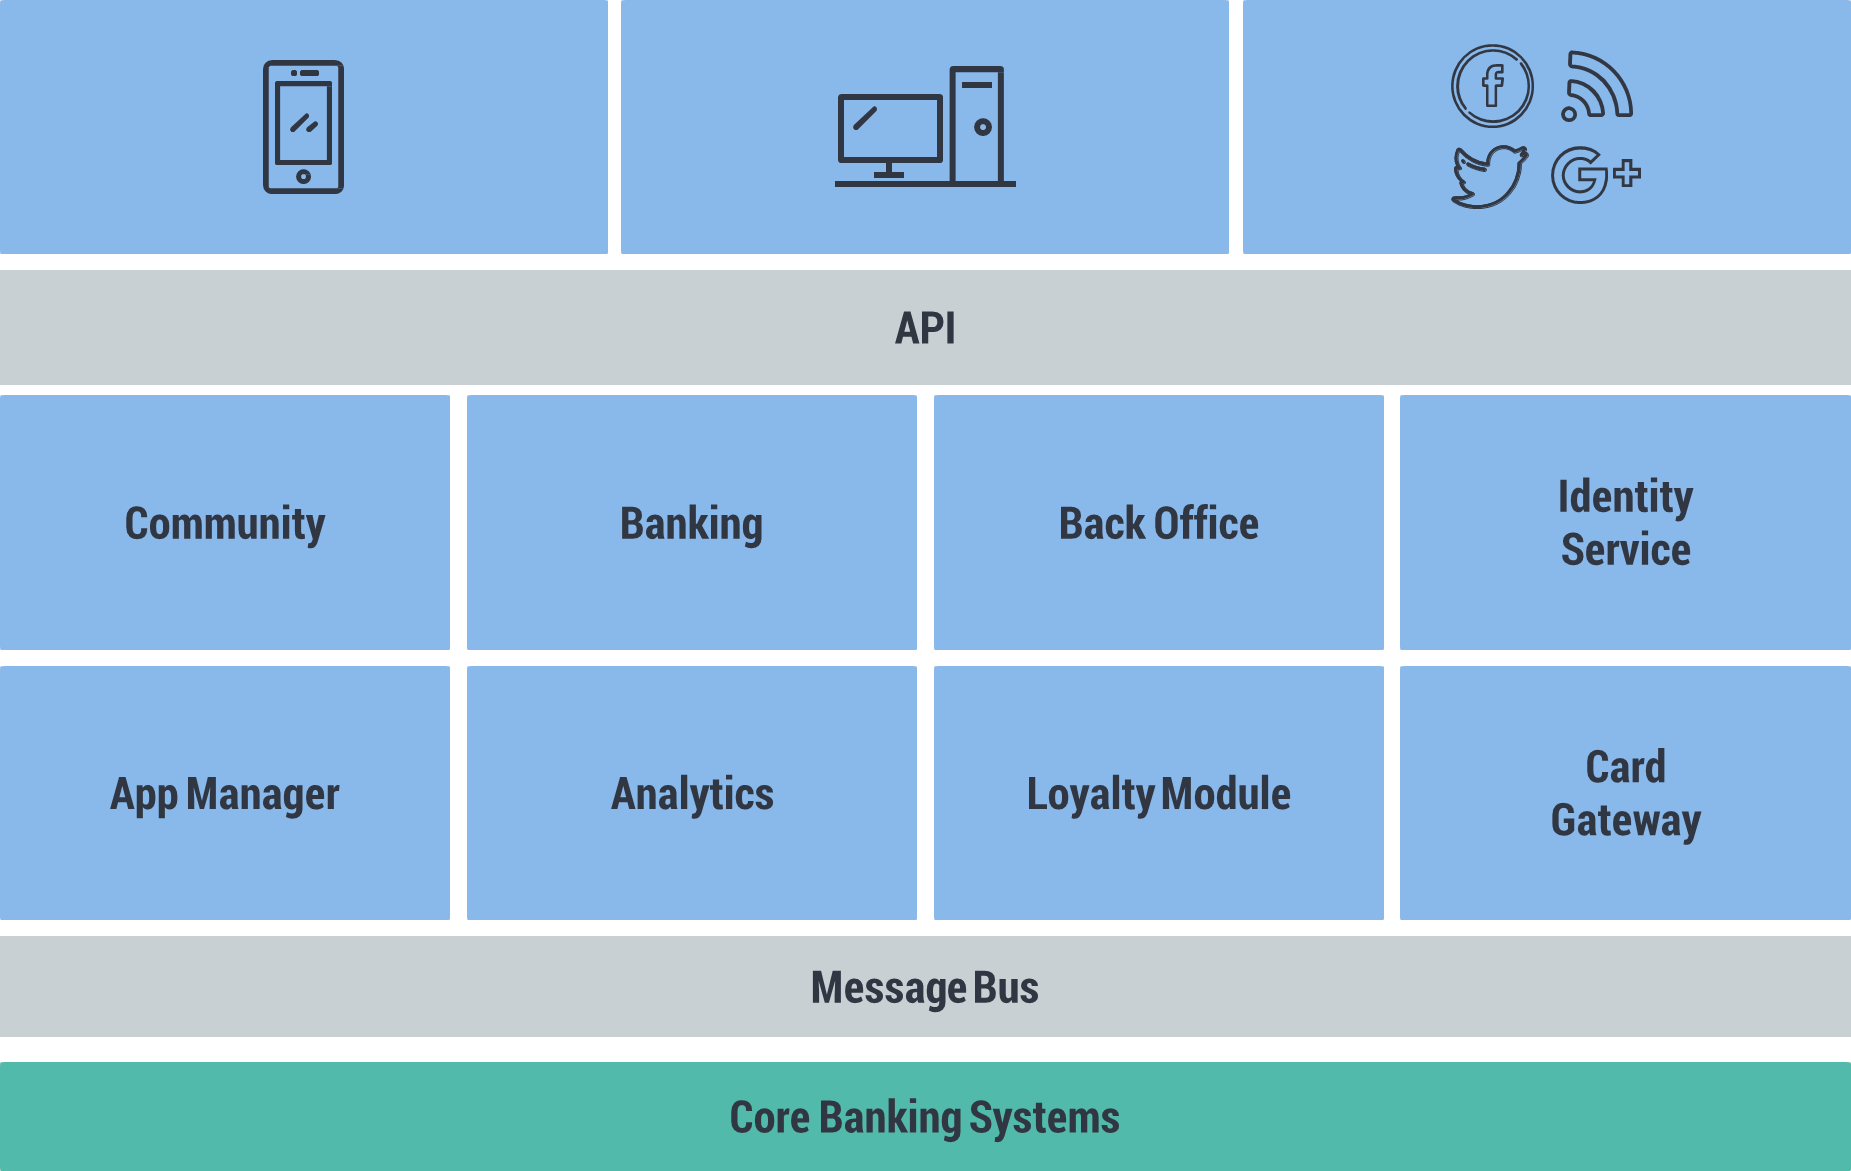 API
Community
Banking
Back Office
Identity
Service
App Manager
Analytics
Loyalty Module
Card
Gateway
Message Bus
Core Banking Systems